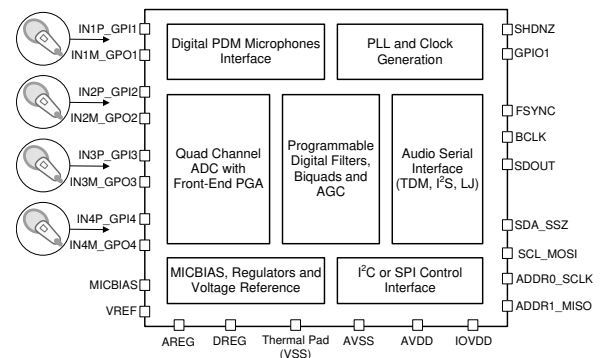 IN1P_GPI1
IN1M_GPO1
IN2P_GPI2
IN2M_GPO2
IN3P_GPI3
IN3M_GPO3
IN4P_GPI4
IN4M_GPO4
MICBIAS
VREF
Digital PDM Microphones
Interface
PLL and Clock
Generation
Quad Channel
ADC with
Front-End PGA
Programmable
Digital Filters,
Biquads and
AGC
Audio Serial
Interface
(TDM, I²S, LJ)
MICBIAS, Regulators and
Voltage Reference
I²C or SPI Control
Interface
SHDNZ
GPIO1
FSYNC
BCLK
SDOUT
SDA_SSZ
SCL_MOSI
ADDR0_SCLK
ADDR1_MISO
AREG
DREG
Thermal Pad
(VSS)
AVSS
AVDD
IOVDD